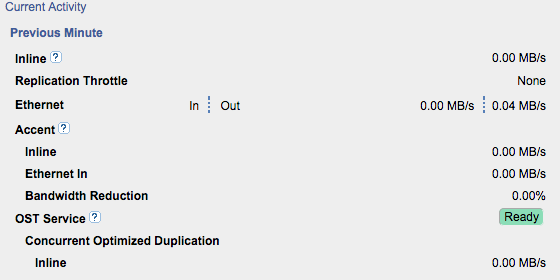 Current Activity
Previous Minute
Inline ? 0.00 MB/s
Replication Throttle None
Ethernet In Out 0.00 MB/s 0.04 MB/s
Accent ?
Inline 0.00 MB/s
Ethernet In 0.00 MB/s
Bandwidth Reduction 0.00%
OST Service ? Ready
Concurrent Optimized Duplication
Inline 0.00 MB/s